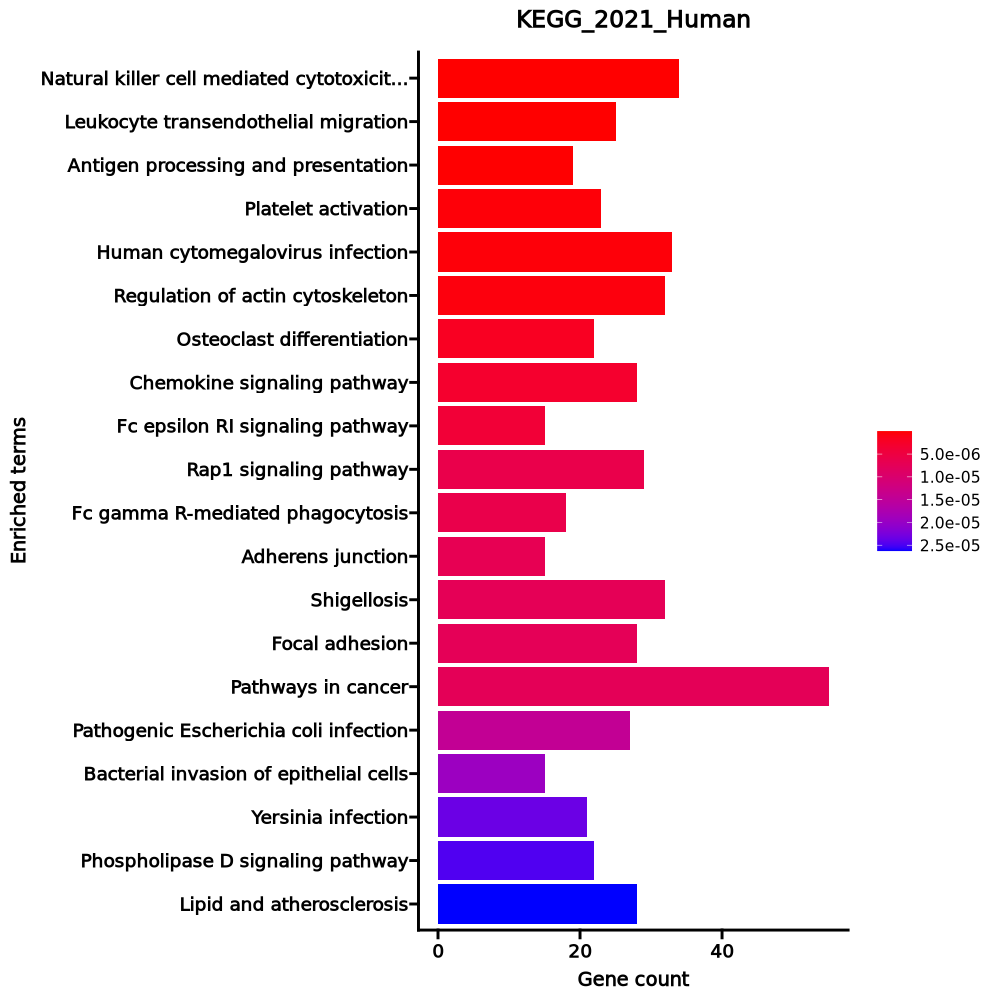 KEGG_2021_Human
Natural killer cell mediated cytotoxicit...
Leukocyte transendothelial migration
Antigen processing and presentation
Platelet activation
Human cytomegalovirus infection
Regulation of actin cytoskeleton
Osteoclast differentiation
Chemokine signaling pathway
Fc epsilon RI signaling pathway
Rap1 signaling pathway
Fc gamma R-mediated phagocytosis
Adherens junction
Shigellosis
Focal adhesion
Pathways in cancer
Pathogenic Escherichia coli infection
Bacterial invasion of epithelial cells
Yersinia infection
Phospholipase D signaling pathway
Lipid and atherosclerosis
Enriched terms
0 20 40
Gene count
5.0e-06
1.0e-05
1.5e-05
2.0e-05
2.5e-05